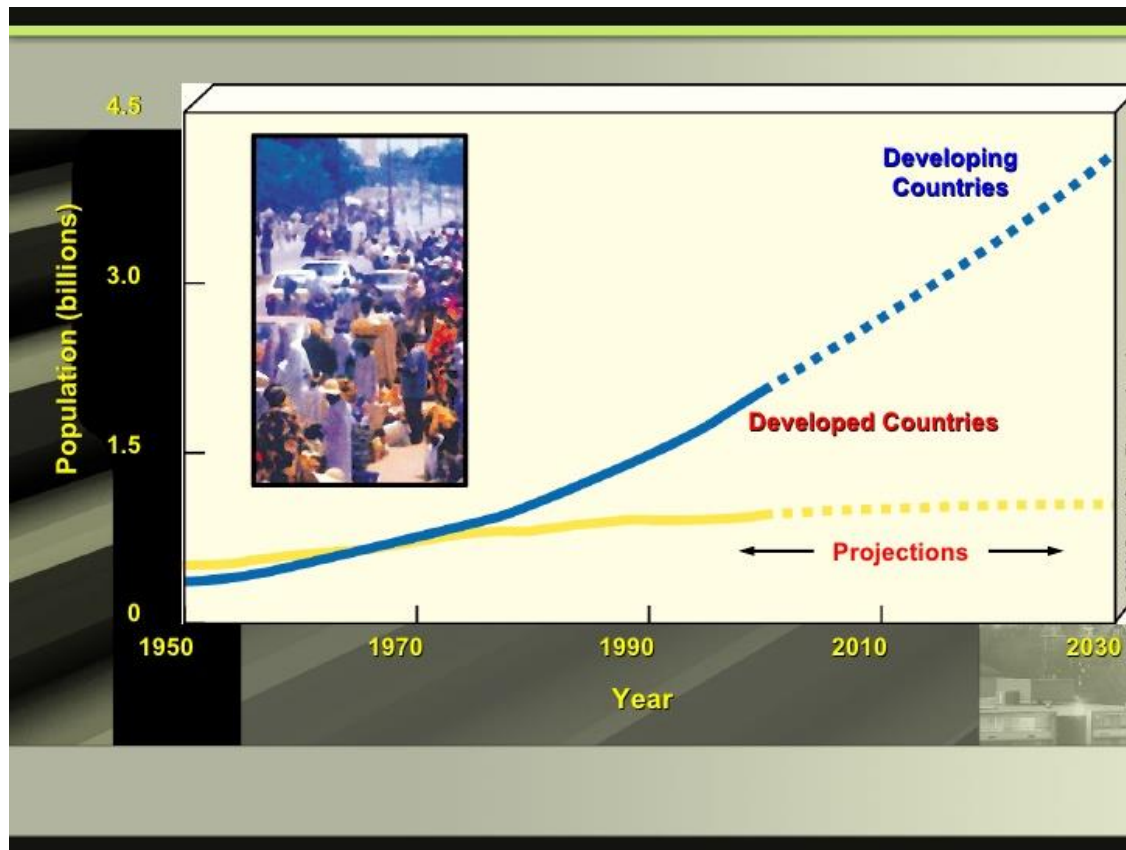 4.5
Developing
Countries
3.0
Population (billions)
1.5
Developed Countries
Projections
0
1950
1970
1990
2010
2030
Year